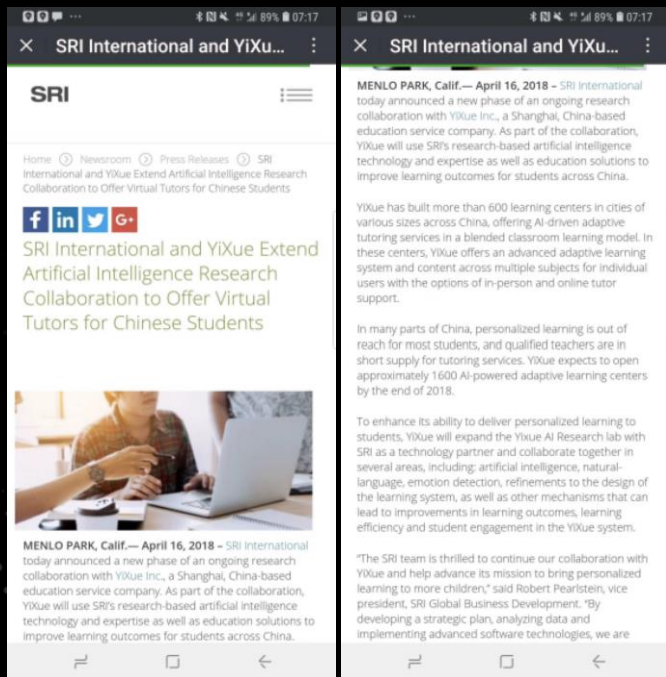 89% 07:17
SRI International and YiXu...
SRI
Home Newsroom Press Releases SRI
International and YiXue Extend Artificial Intelligence Research
Collaboration to Offer Virtual Tutors for Chinese Students
f in G+
SRI International and YiXue Extend
Artificial Intelligence Research
Collaboration to Offer Virtual
Tutors for Chinese Students
MENLO PARK, Calif.— April 16, 2018 – SRI International
today announced a new phase of an ongoing research
collaboration with YiXue Inc., a Shanghai, China-based
education service company. As part of the collaboration,
YiXue will use SRI's research-based artificial intelligence
technology and expertise as well as education solutions to
improve learning outcomes for students across China.
89% 07:17
SRI International and YiXu...
MENLO PARK, Calif.— April 16, 2018 – SRI International
today announced a new phase of an ongoing research
collaboration with YiXue Inc., a Shanghai, China-based
education service company. As part of the collaboration,
YiXue will use SRI's research-based artificial intelligence
technology and expertise as well as education solutions to
improve learning outcomes for students across China.
YiXue has built more than 600 learning centers in cities of
various sizes across China, offering AI-driven adaptive
tutoring services in a blended classroom learning model. In
these centers, YiXue offers an advanced adaptive learning
system and content across multiple subjects for individual
users with the options of in-person and online tutor
support.
In many parts of China, personalized learning is out of
reach for most students, and qualified teachers are in
short supply for tutoring services. YiXue expects to open
approximately 1600 AI-powered adaptive learning centers
by the end of 2018.
To enhance its ability to deliver personalized learning to
students, YiXue will expand the Yixue AI Research lab with
SRI as a technology partner and collaborate together in
several areas, including: artificial intelligence, natural-
language, emotion detection, refinements to the design of
the learning system, as well as other mechanisms that can
lead to improvements in learning outcomes, learning
efficiency and student engagement in the YiXue system.
"The SRI team is thrilled to continue our collaboration with
YiXue and help advance its mission to bring personalized
learning to more children," said Robert Pearlstein, vice
president, SRI Global Business Development. "By
developing a strategic plan, analyzing data and
implementing advanced software technologies, we are